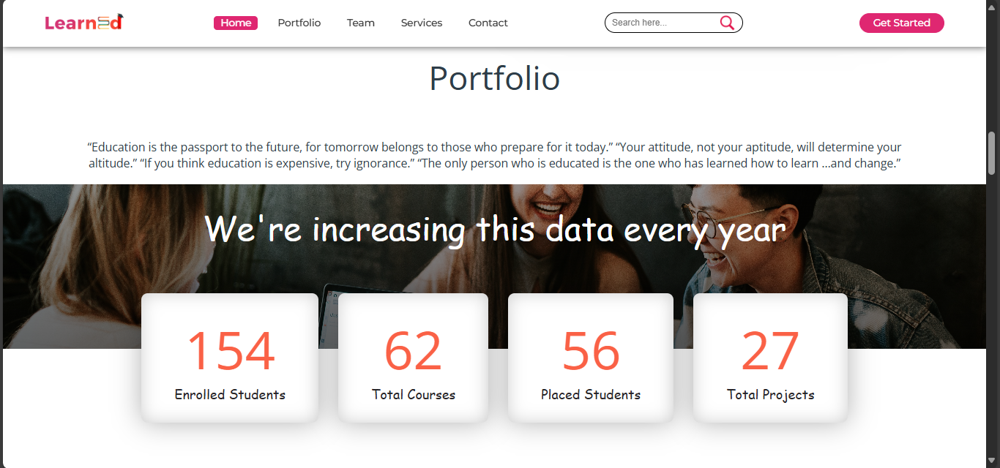 LearnEd
Home
Portfolio
Team
Services
Contact
Search here...
Get Started
Portfolio
“Education is the passport to the future, for tomorrow belongs to those who prepare for it today.” “Your attitude, not your aptitude, will determine your
altitude.” “If you think education is expensive, try ignorance.” “The only person who is educated is the one who has learned how to learn …and change.”
We're increasing this data every year
154
Enrolled Students
62
Total Courses
56
Placed Students
27
Total Projects